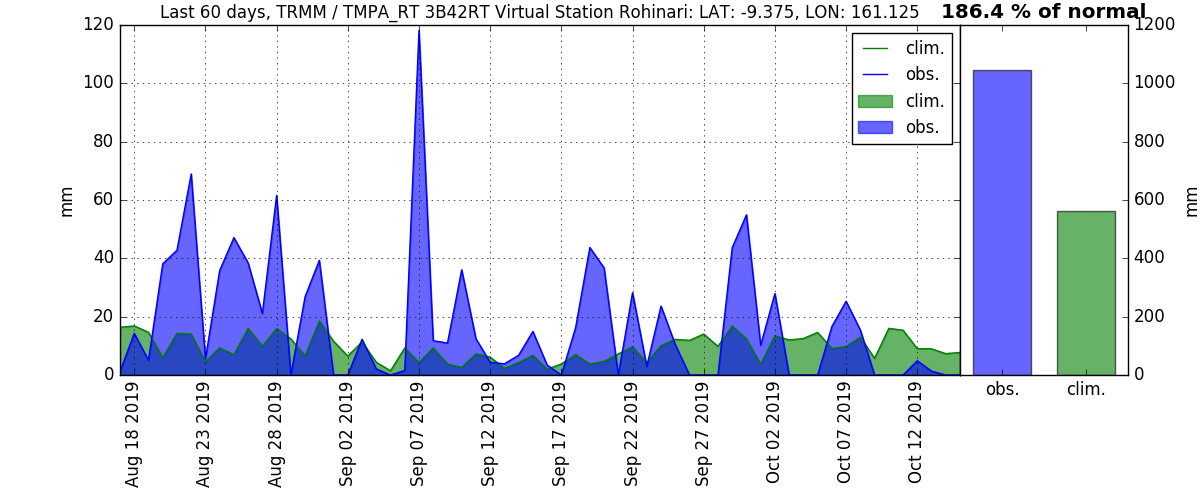 Last 60 days, TRMM / TMPA_RT 3B42RT Virtual Station Rohinari: LAT: -9.375, LON: 161.125
186.4 % of normal
120
100
80
60
40
20
0
mm
clim.
obs.
clim.
obs.
1200
1000
800
600
400
200
0
mm
Aug 18 2019
Aug 23 2019
Aug 28 2019
Sep 02 2019
Sep 07 2019
Sep 12 2019
Sep 17 2019
Sep 22 2019
Sep 27 2019
Oct 02 2019
Oct 07 2019
Oct 12 2019
obs.
clim.